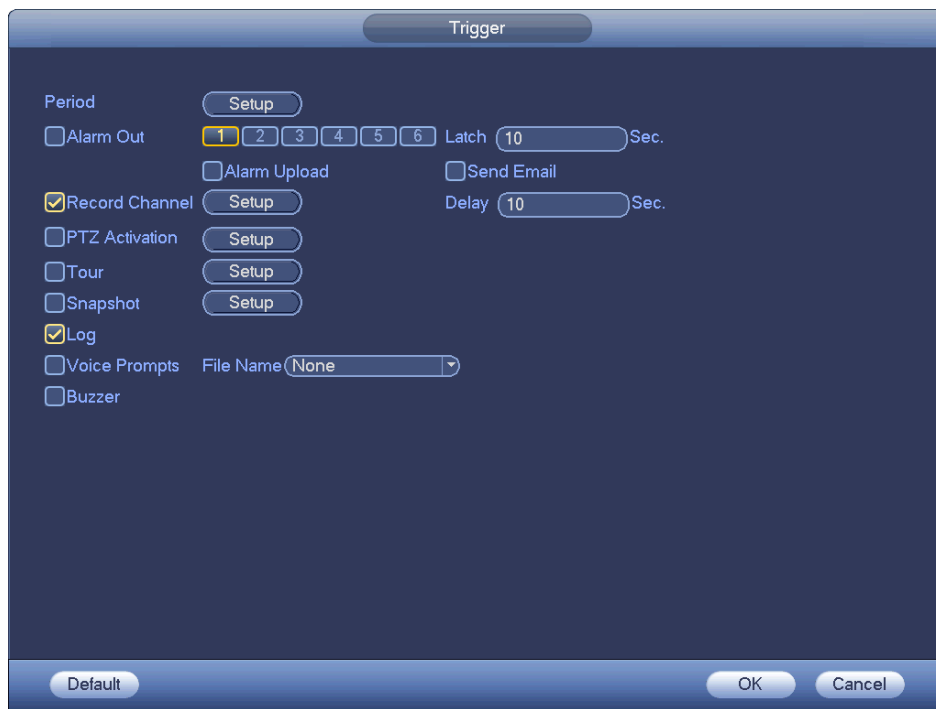 Trigger
Period Setup
Alarm Out 1 2 3 4 5 6 Latch 10 Sec.
Alarm Upload Send Email
Record Channel Setup Delay 10 Sec.
PTZ Activation Setup
Tour Setup
Snapshot Setup
Log
Voice Prompts File Name None
Buzzer
Default OK Cancel